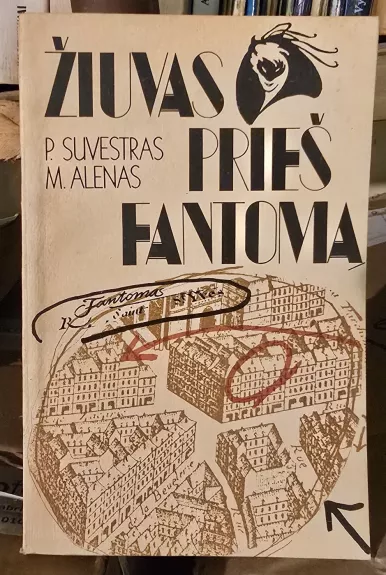 ŽIUVAS
P. SUVESTRAS
M. ALENAS
PRIEŠ
FANTOMĄ
Fantomas